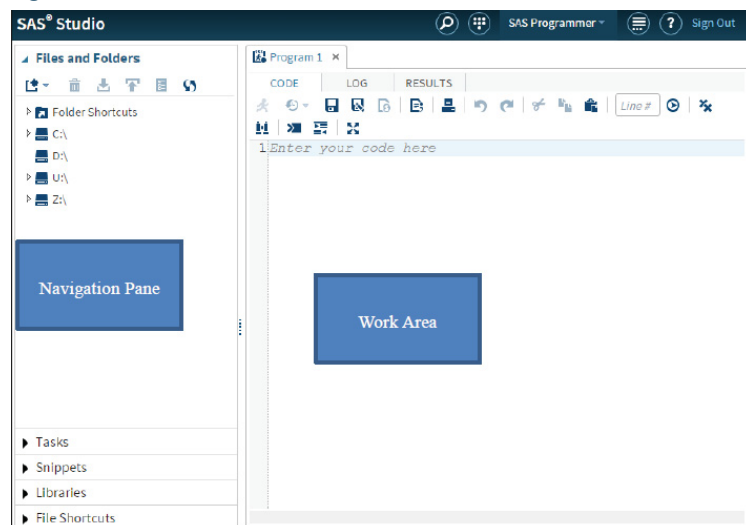 SAS® Studio
SAS Programmer
? Sign Out
Files and Folders
Folder Shortcuts
C:\
D:\
U:\
Z:\
Navigation Pane
Tasks
Snippets
Libraries
File Shortcuts
Program 1 ×
CODE LOG RESULTS
Line #
1 Enter your code here
Work Area